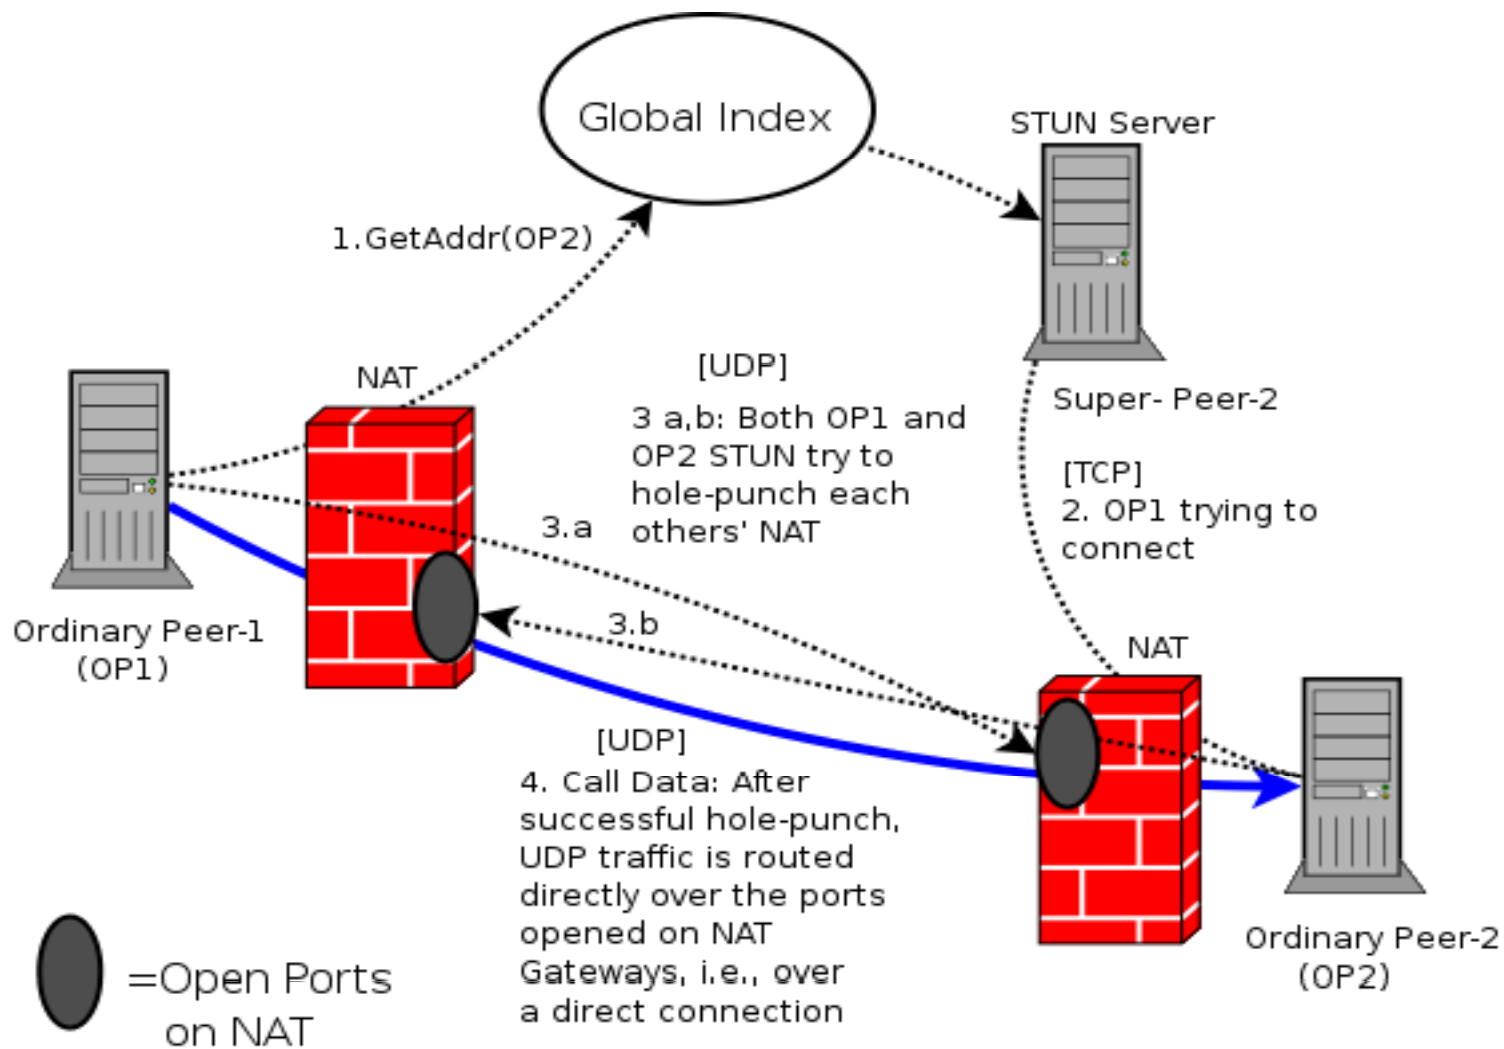 Global Index
STUN Server
1.GetAddr(OP2)
NAT
[UDP]
3 a,b: Both OP1 and
OP2 STUN try to
hole-punch each
others' NAT
Super- Peer-2
[TCP]
2. OP1 trying to
connect
3.a
3.b
Ordinary Peer-1
(OP1)
NAT
[UDP]
4. Call Data: After
successful hole-punch,
UDP traffic is routed
directly over the ports
opened on NAT
Gateways, i.e., over
a direct connection
Ordinary Peer-2
(OP2)
=Open Ports
on NAT